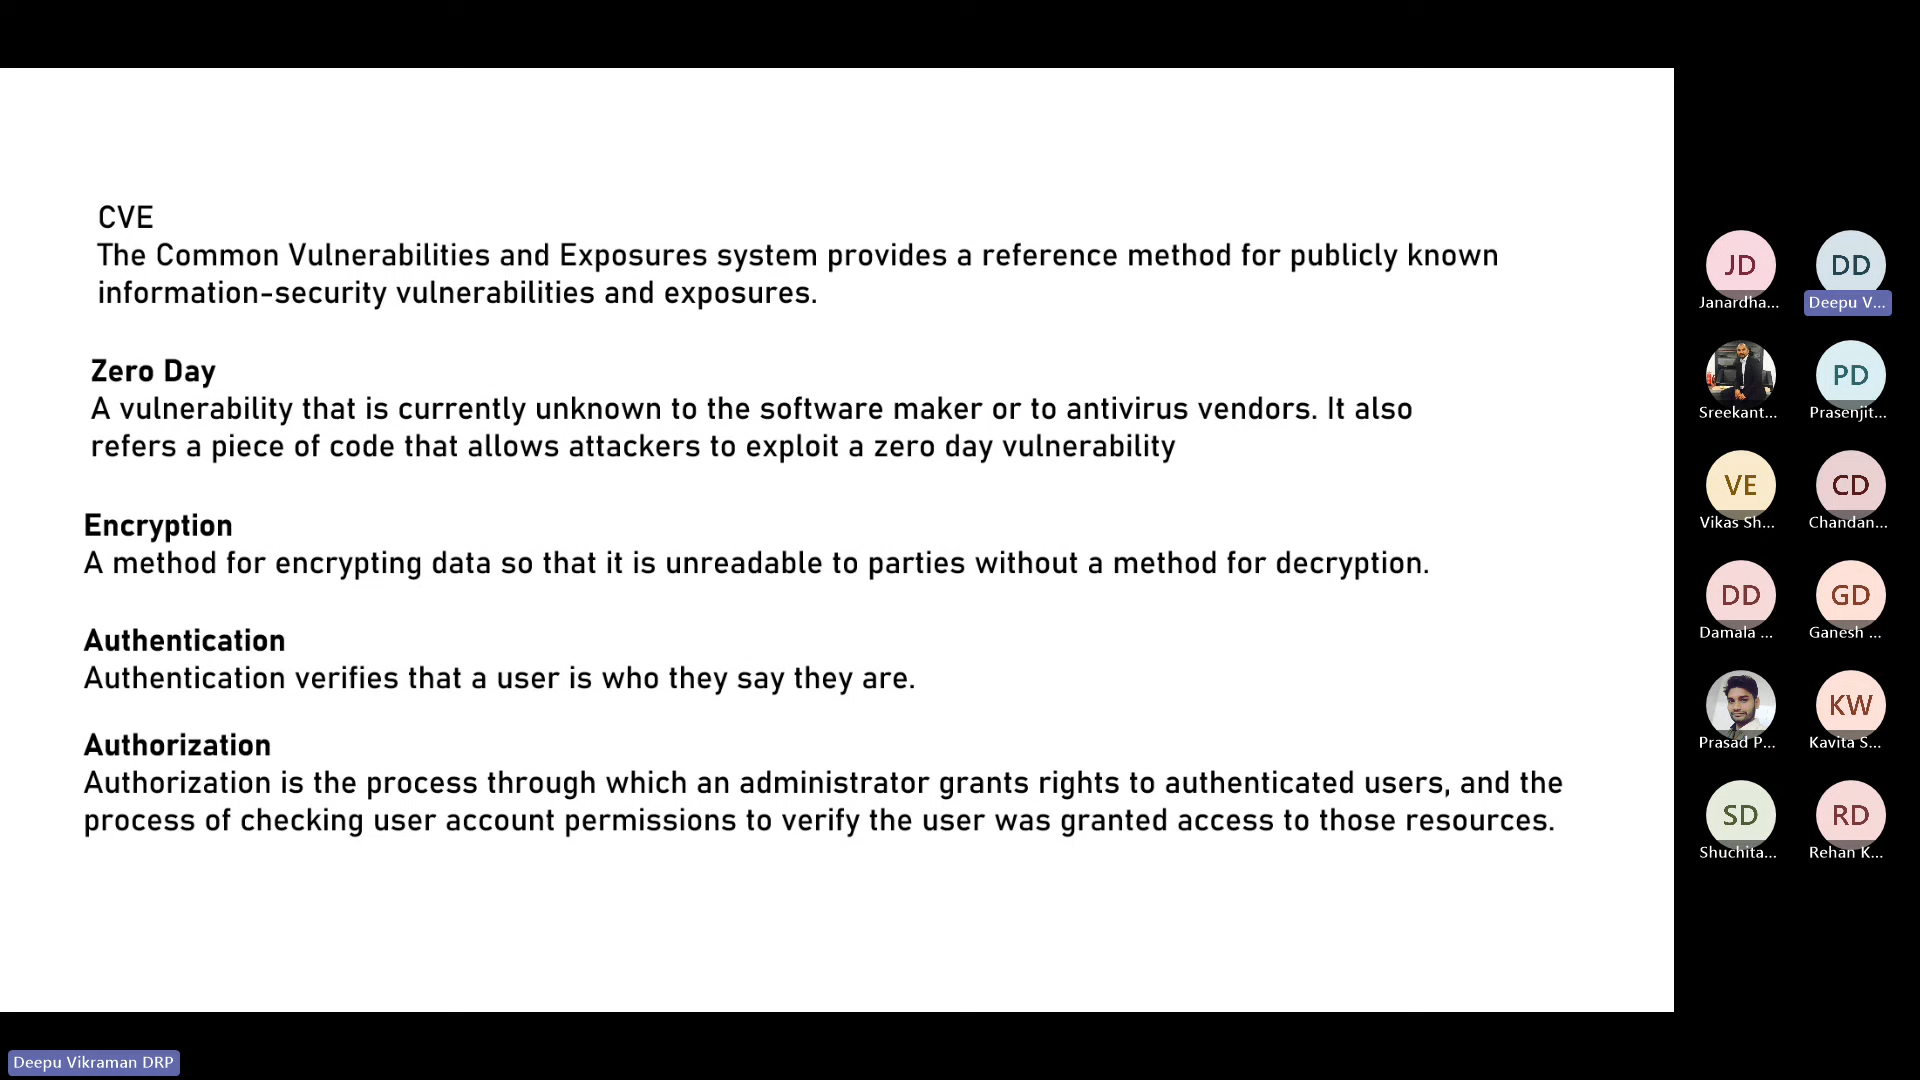 CVE
The Common Vulnerabilities and Exposures system provides a reference method for publicly known
information-security vulnerabilities and exposures.
Zero Day
A vulnerability that is currently unknown to the software maker or to antivirus vendors. It also
refers a piece of code that allows attackers to exploit a zero day vulnerability
Encryption
A method for encrypting data so that it is unreadable to parties without a method for decryption.
Authentication
Authentication verifies that a user is who they say they are.
Authorization
Authorization is the process through which an administrator grants rights to authenticated users, and the
process of checking user account permissions to verify the user was granted access to those resources.
JD DD
Janardha... Deepu V...
PD
Sreekant... Prasenjit...
VE CD
Vikas Sh... Chandan...
DD GD
Damala ... Ganesh ...
KW
Prasad P... Kavita S...
SD RD
Shuchita... Rehan K...
Deepu Vikraman DRP